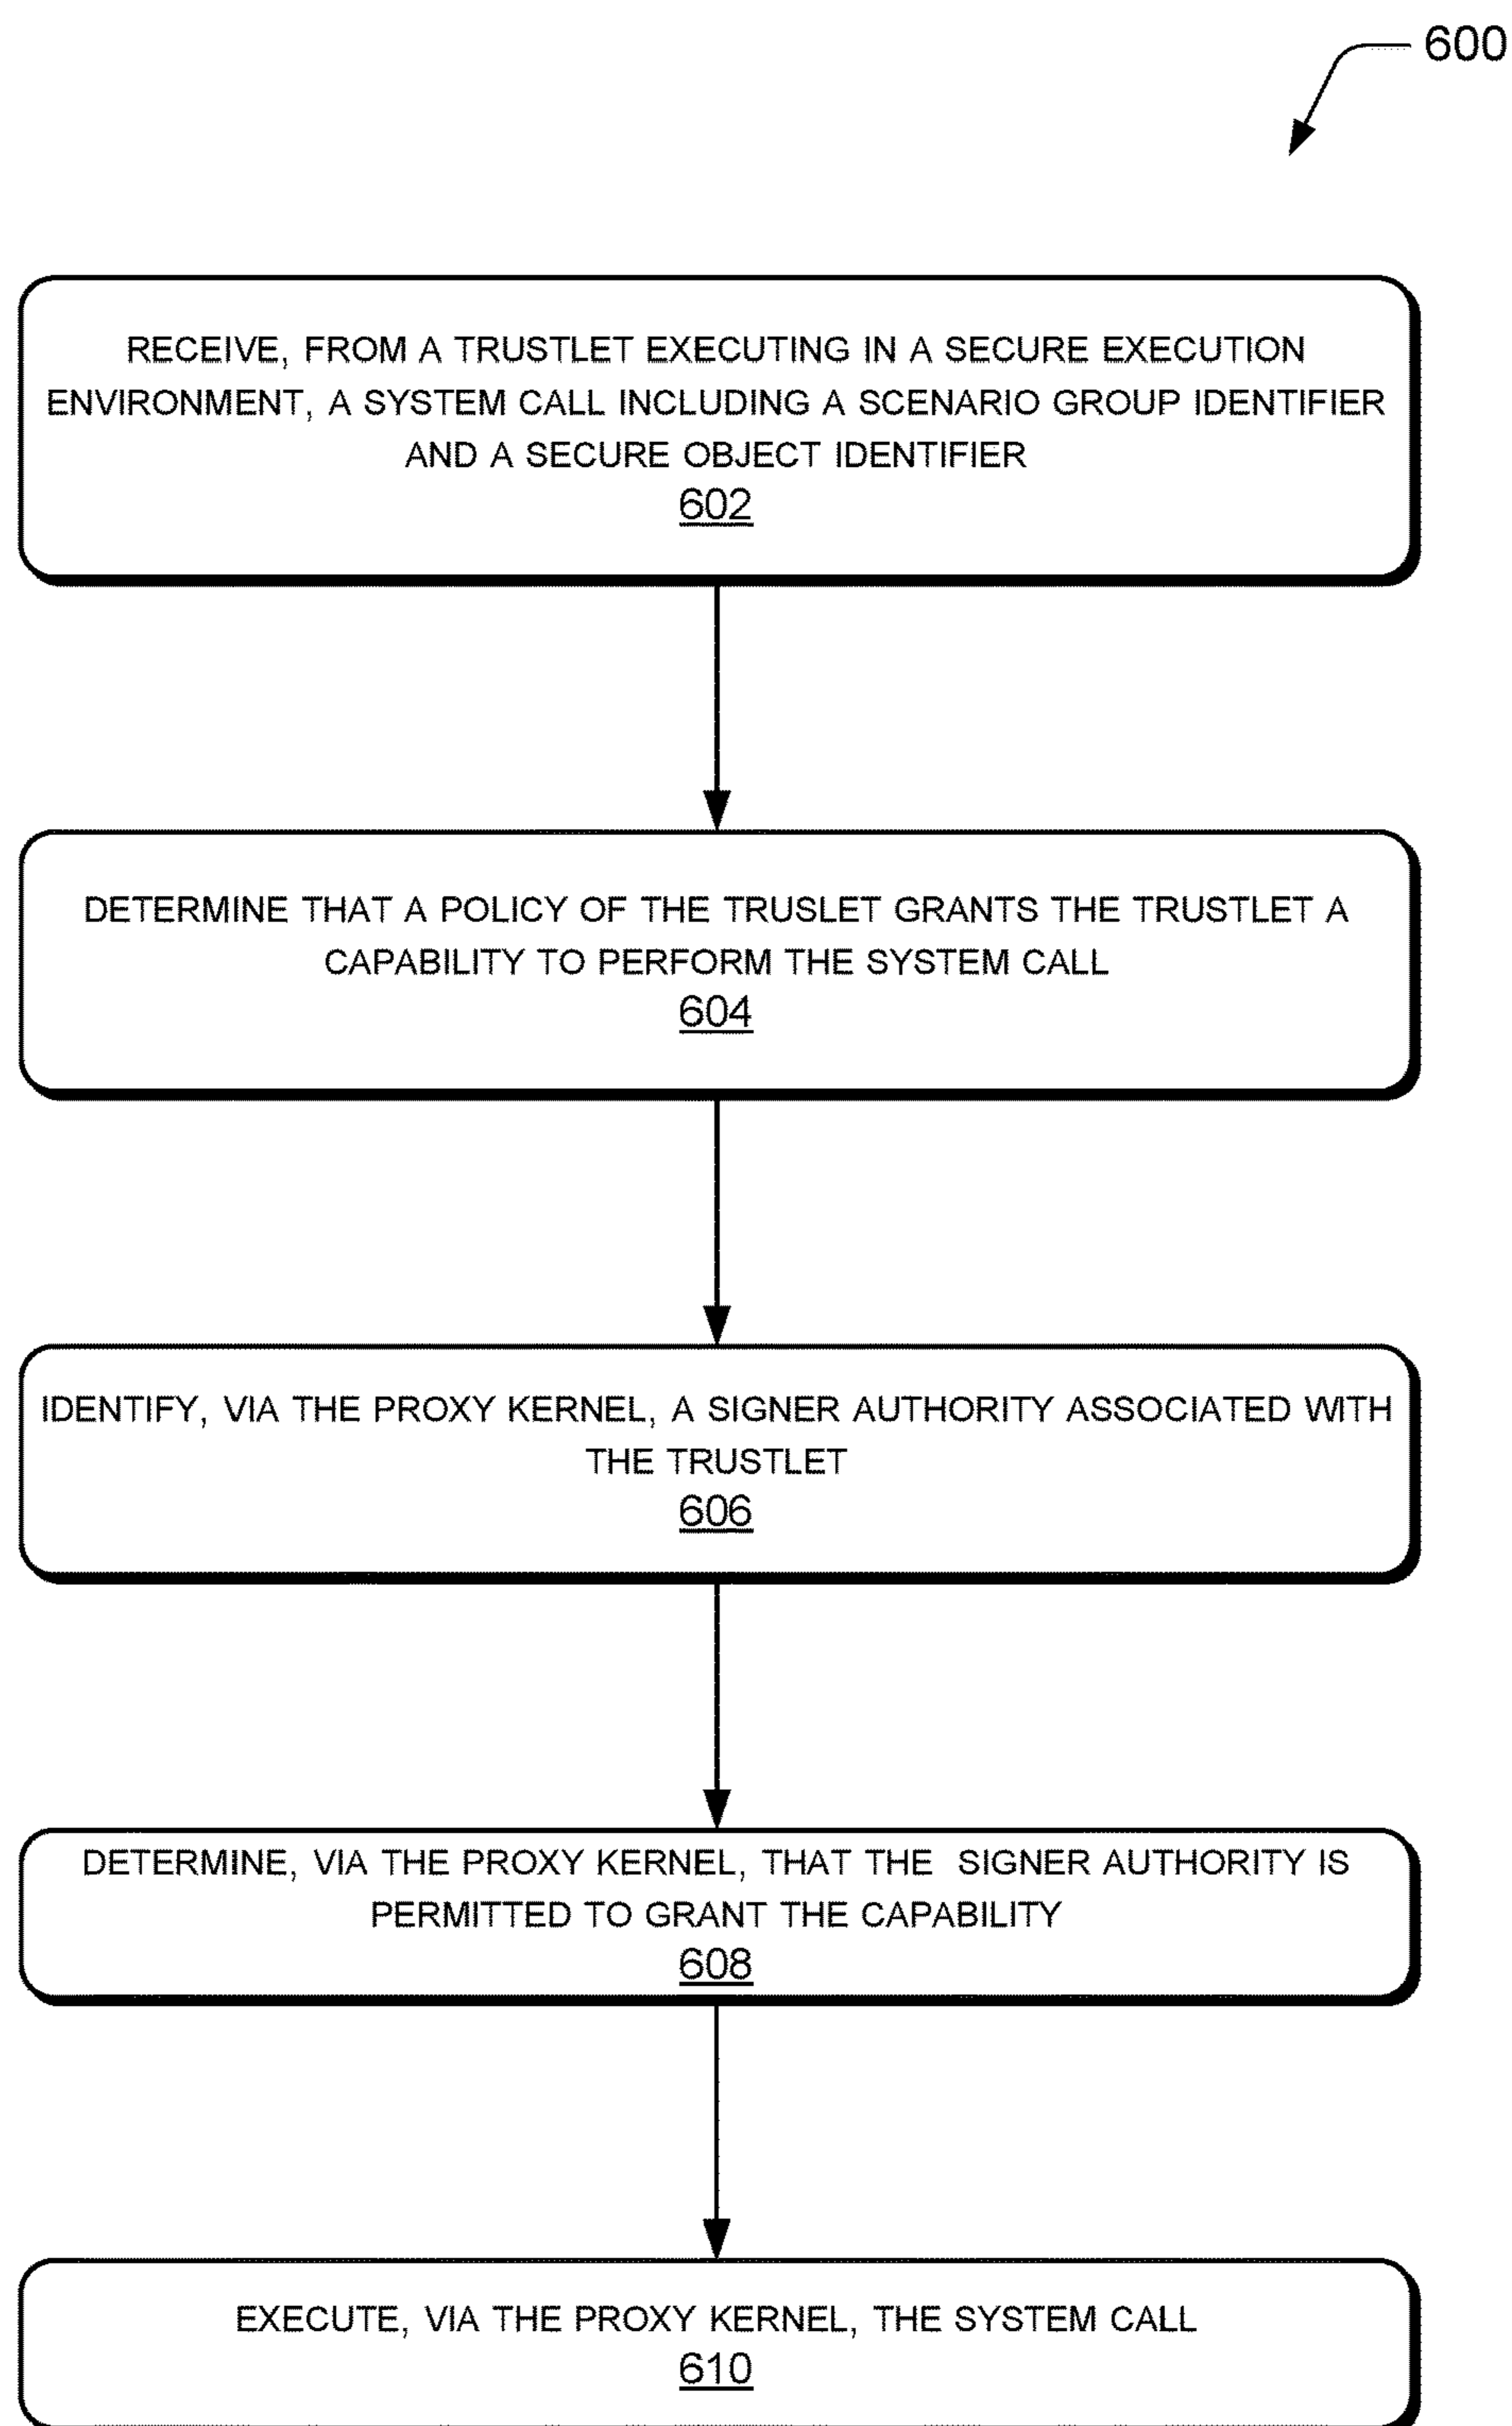 600
RECEIVE, FROM A TRUSTLET EXECUTING IN A SECURE EXECUTION
ENVIRONMENT, A SYSTEM CALL INCLUDING A SCENARIO GROUP IDENTIFIER
AND A SECURE OBJECT IDENTIFIER
602
DETERMINE THAT A POLICY OF THE TRUSLET GRANTS THE TRUSTLET A
CAPABILITY TO PERFORM THE SYSTEM CALL
604
IDENTIFY, VIA THE PROXY KERNEL, A SIGNER AUTHORITY ASSOCIATED WITH
THE TRUSTLET
606
DETERMINE, VIA THE PROXY KERNEL, THAT THE SIGNER AUTHORITY IS
PERMITTED TO GRANT THE CAPABILITY
608
EXECUTE, VIA THE PROXY KERNEL, THE SYSTEM CALL
610